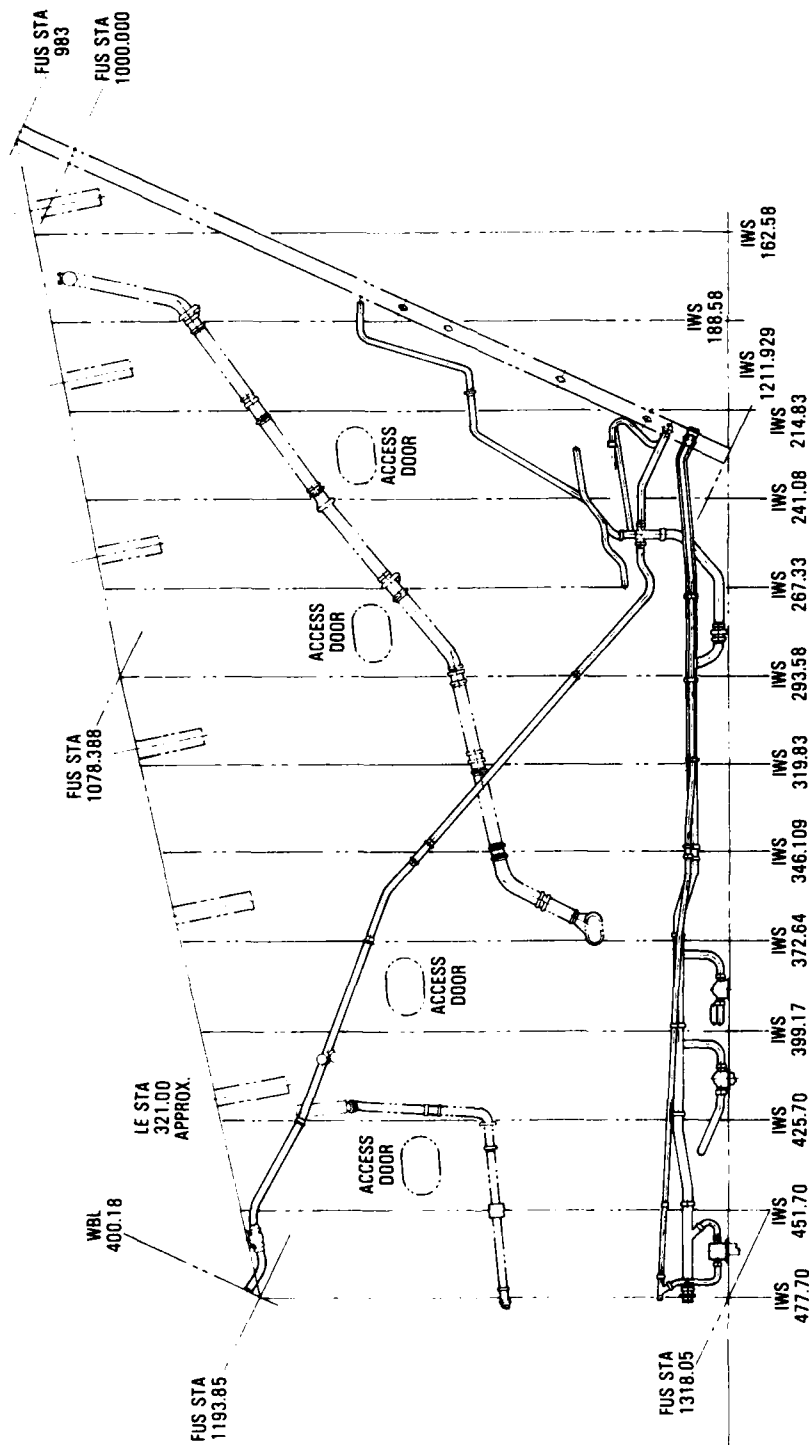 FUS STA
983
FUS STA
1000.000
FUS STA
1078.388
LE STA
321.00
APPROX.
WBL
400.18
FUS STA
1193.85
FUS STA
1318.05
ACCESS
DOOR
ACCESS
DOOR
ACCESS
DOOR
ACCESS
DOOR
IWS
162.58
IWS
188.58
IWS
1211.929
IWS
214.83
IWS
241.08
IWS
267.33
IWS
293.58
IWS
319.83
IWS
346.109
IWS
372.64
IWS
399.17
IWS
425.70
IWS
451.70
IWS
477.70